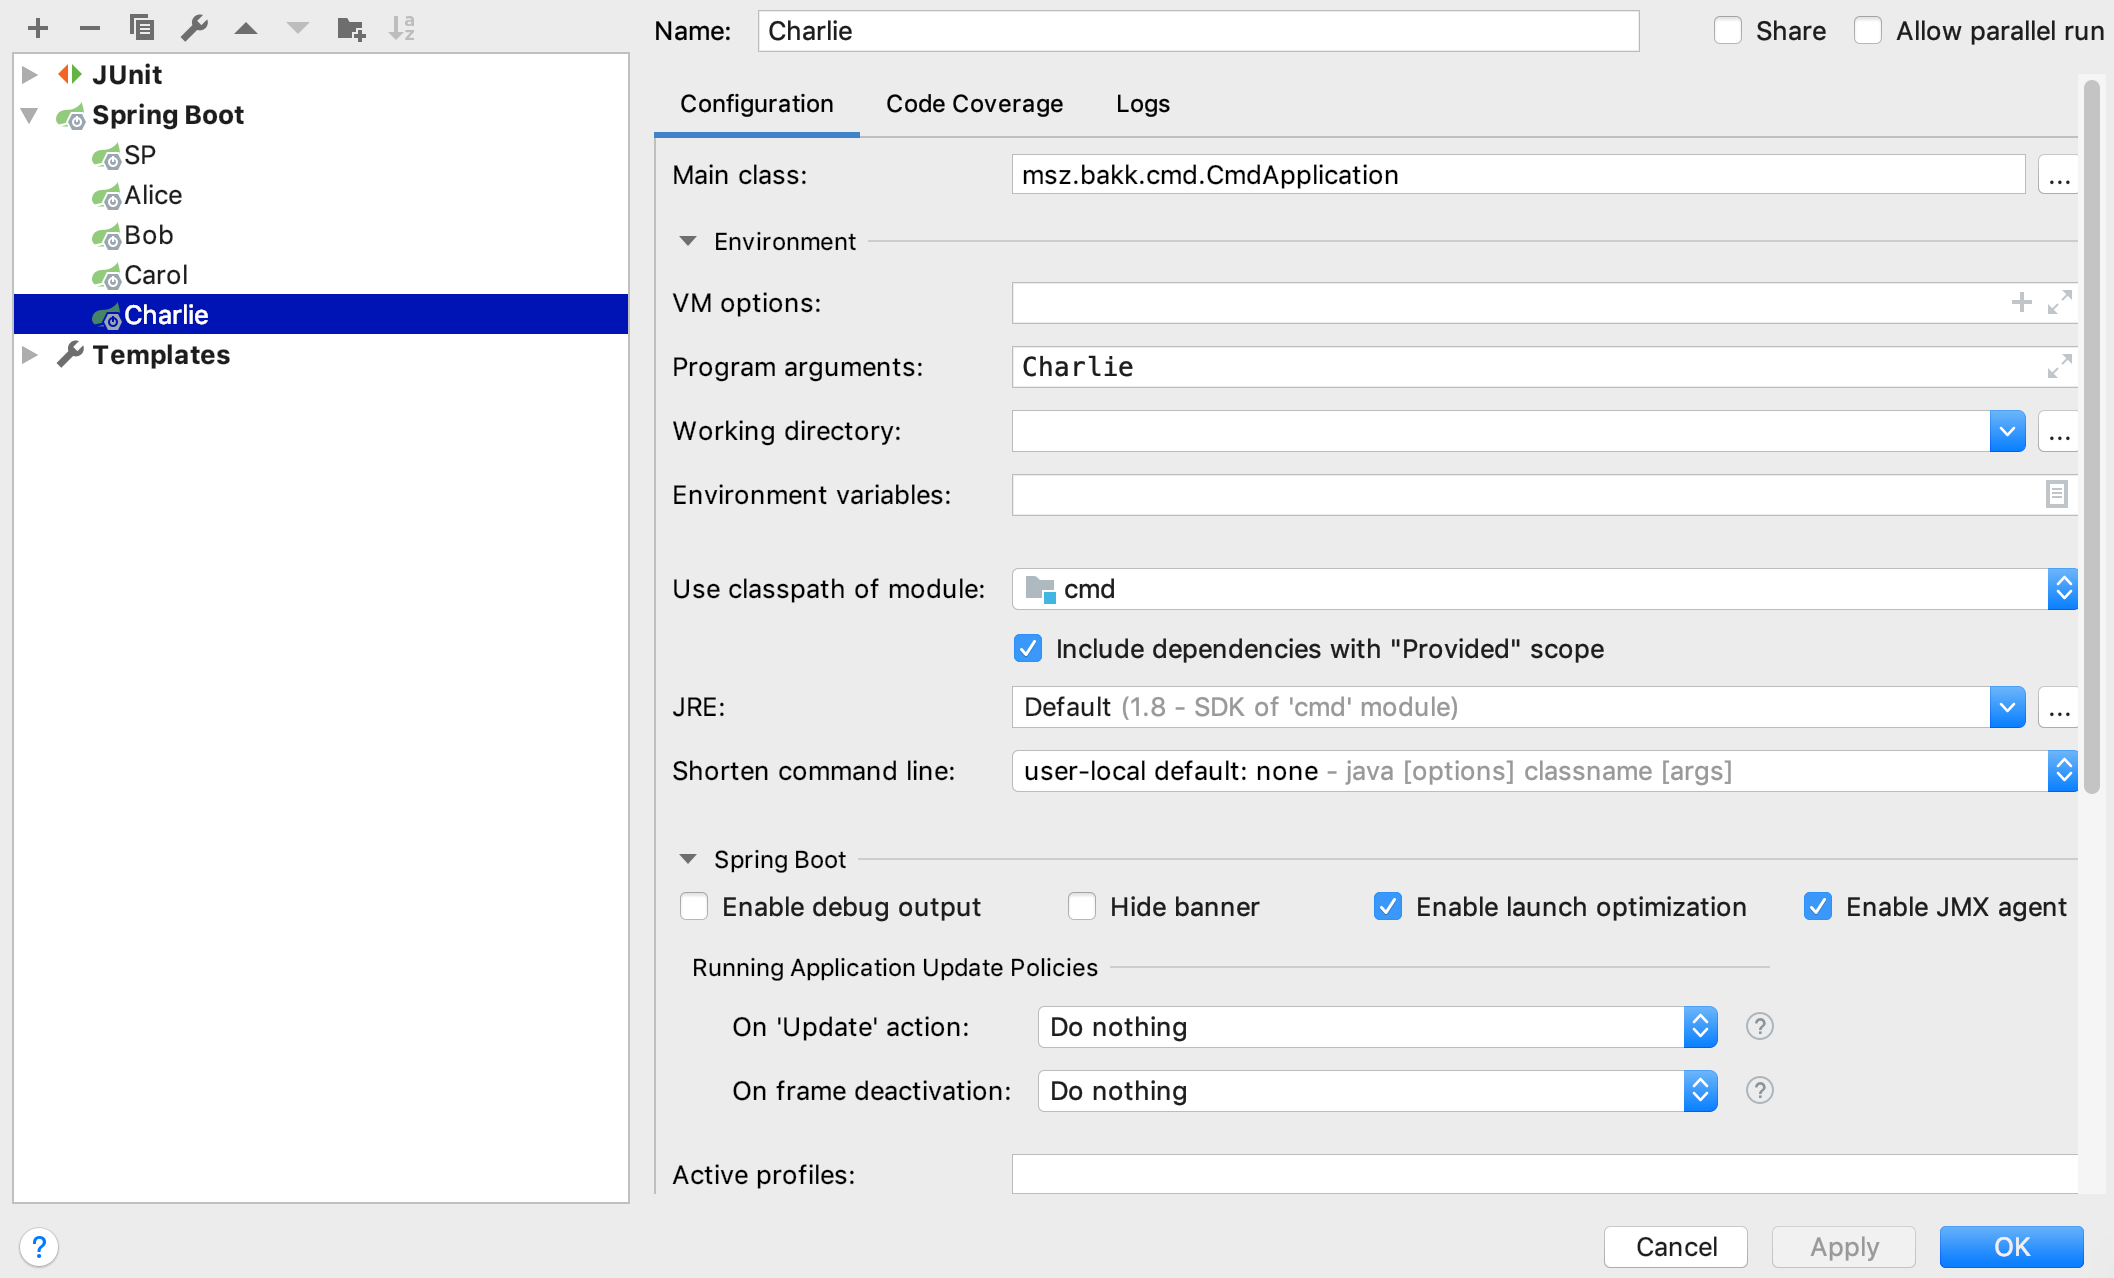 Name: Charlie Share Allow parallel run
JUnit
Spring Boot
SP
Alice
Bob
Carol
Charlie
Templates
Configuration Code Coverage Logs
Main class: msz.bakk.cmd.CmdApplication ...
Environment
VM options:
Program arguments: Charlie
Working directory: ...
Environment variables:
Use classpath of module: cmd
Include dependencies with "Provided" scope
JRE: Default (1.8 - SDK of 'cmd' module) ...
Shorten command line: user-local default: none - java [options] classname [args]
Spring Boot
Enable debug output Hide banner Enable launch optimization Enable JMX agent
Running Application Update Policies
On 'Update' action: Do nothing ?
On frame deactivation: Do nothing ?
Active profiles:
? Cancel Apply OK